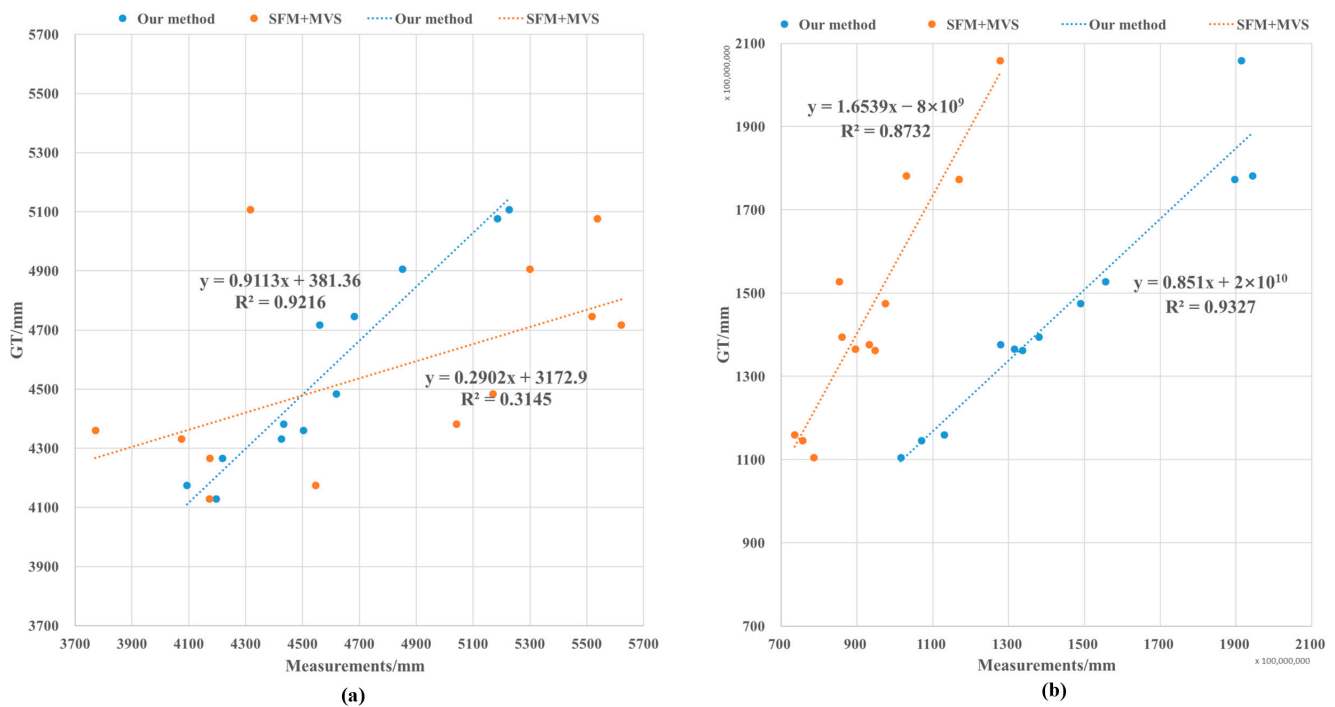 Our method SFM+MVS Our method SFM+MVS
5700
5500
5300
5100
4900
4700
4500
4300
4100
3900
3700
GT/mm
y = 0.9113x + 381.36
R² = 0.9216
y = 0.2902x + 3172.9
R² = 0.3145
3700 3900 4100 4300 4500 4700 4900 5100 5300 5500 5700
Measurements/mm
(a)
Our method SFM+MVS Our method SFM+MVS
x 100,000,000
2100
1900
1700
1500
1300
1100
900
700
GT/mm
y = 1.6539x − 8×10⁹
R² = 0.8732
y = 0.851x + 2×10¹⁰
R² = 0.9327
700 900 1100 1300 1500 1700 1900 2100
Measurements/mm
x 100,000,000
(b)